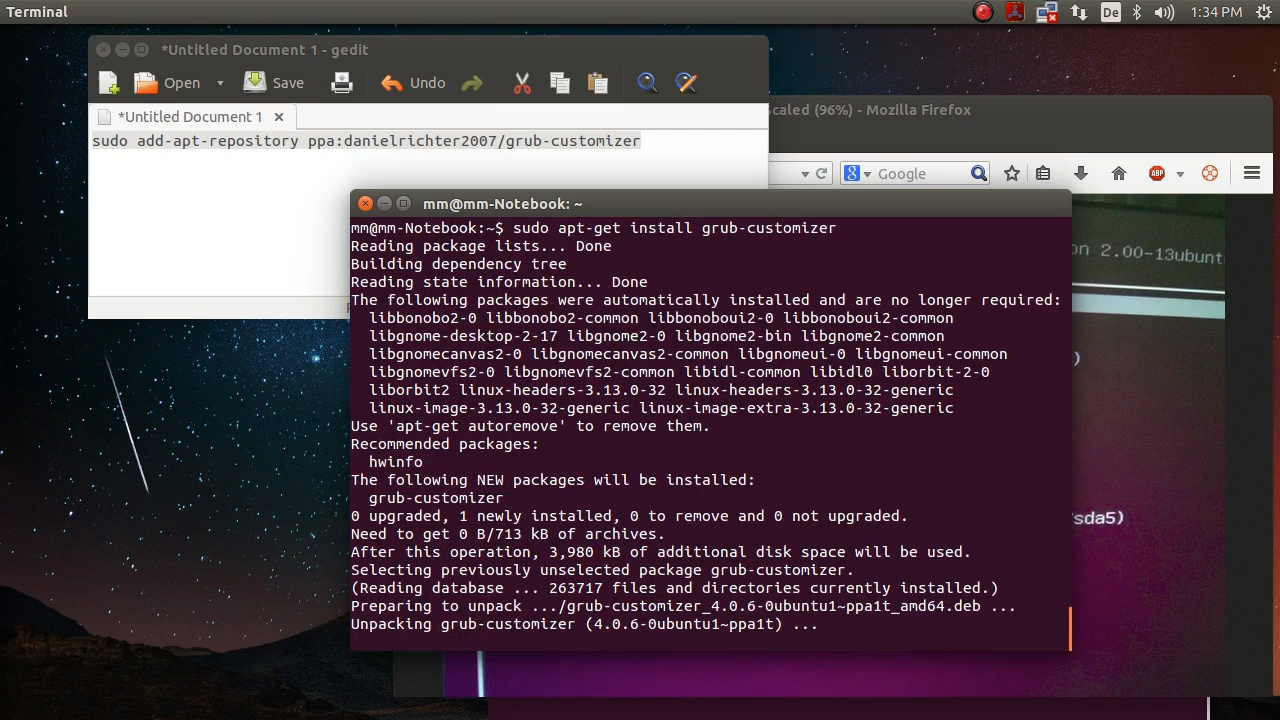 Terminal
De
1:34 PM
*Untitled Document 1 - gedit
Open
Save
Undo
*Untitled Document 1
sudo add-apt-repository ppa:danielrichter2007/grub-customizer
caled (96%) - Mozilla Firefox
8
Google
ABP
on 2.00-13ubunt
)
sda5)
mm@mm-Notebook: ~
mm@mm-Notebook:~$ sudo apt-get install grub-customizer
Reading package lists... Done
Building dependency tree
Reading state information... Done
The following packages were automatically installed and are no longer required:
libbonobo2-0 libbonobo2-common libbonoboui2-0 libbonoboui2-common
libgnome-desktop-2-17 libgnome2-0 libgnome2-bin libgnome2-common
libgnomecanvas2-0 libgnomecanvas2-common libgnomeui-0 libgnomeui-common
libgnomevfs2-0 libgnomevfs2-common libidl-common libidl0 liborbit-2-0
liborbit2 linux-headers-3.13.0-32 linux-headers-3.13.0-32-generic
linux-image-3.13.0-32-generic linux-image-extra-3.13.0-32-generic
Use 'apt-get autoremove' to remove them.
Recommended packages:
hwinfo
The following NEW packages will be installed:
grub-customizer
0 upgraded, 1 newly installed, 0 to remove and 0 not upgraded.
Need to get 0 B/713 kB of archives.
After this operation, 3,980 kB of additional disk space will be used.
Selecting previously unselected package grub-customizer.
(Reading database ... 263717 files and directories currently installed.)
Preparing to unpack .../grub-customizer_4.0.6-0ubuntu1~ppa1t_amd64.deb ...
Unpacking grub-customizer (4.0.6-0ubuntu1~ppa1t) ...